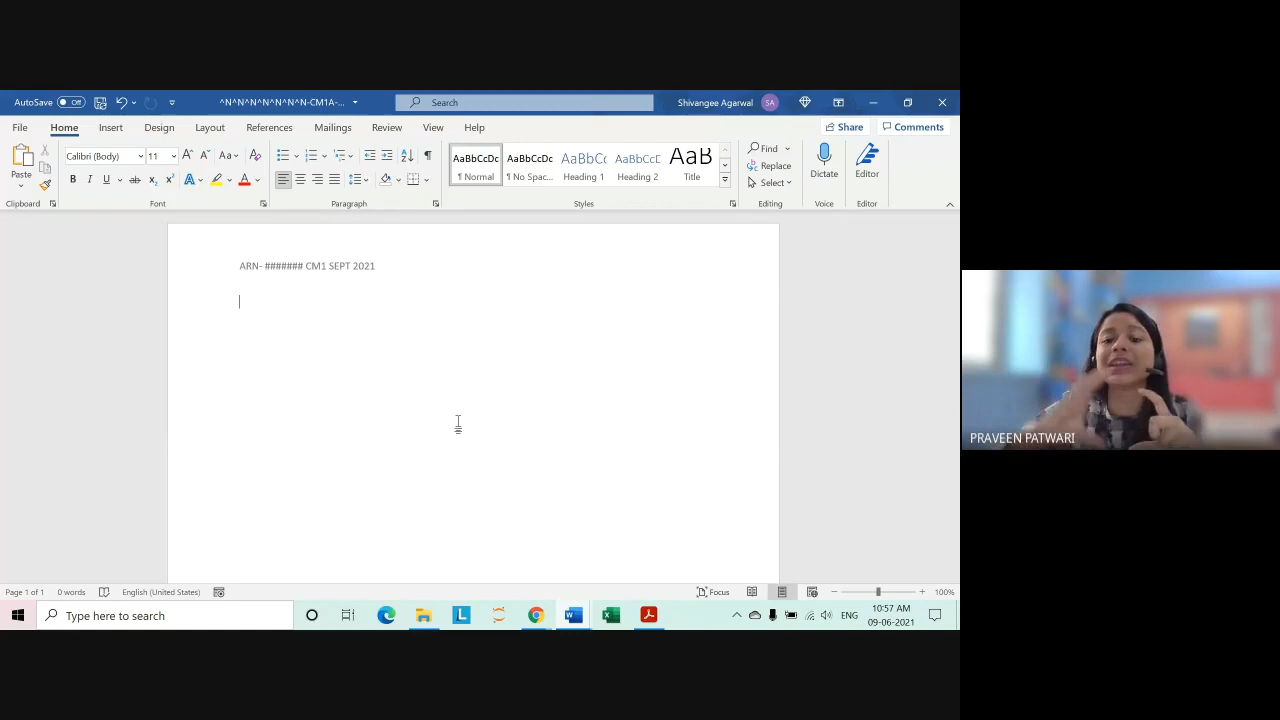 AutoSave Off ^N^N^N^N^N^N^N-CM1A-... Search Shivangee Agarwal SA
File Home Insert Design Layout References Mailings Review View Help Share Comments
Calibri (Body) 11 Aa AaBbCcDc AaBbCcDc AaBbCc AaBbCcE AaB Find
Paste Replace Dictate Editor
B I U ab x₂ x² A A ¶ Normal ¶ No Spac... Heading 1 Heading 2 Title Select
Clipboard Font Paragraph Styles Editing Voice Editor
ARN- ####### CM1 SEPT 2021
PRAVEEN PATWARI
Page 1 of 1 0 words English (United States) Focus 100%
Type here to search ENG 10:57 AM
09-06-2021